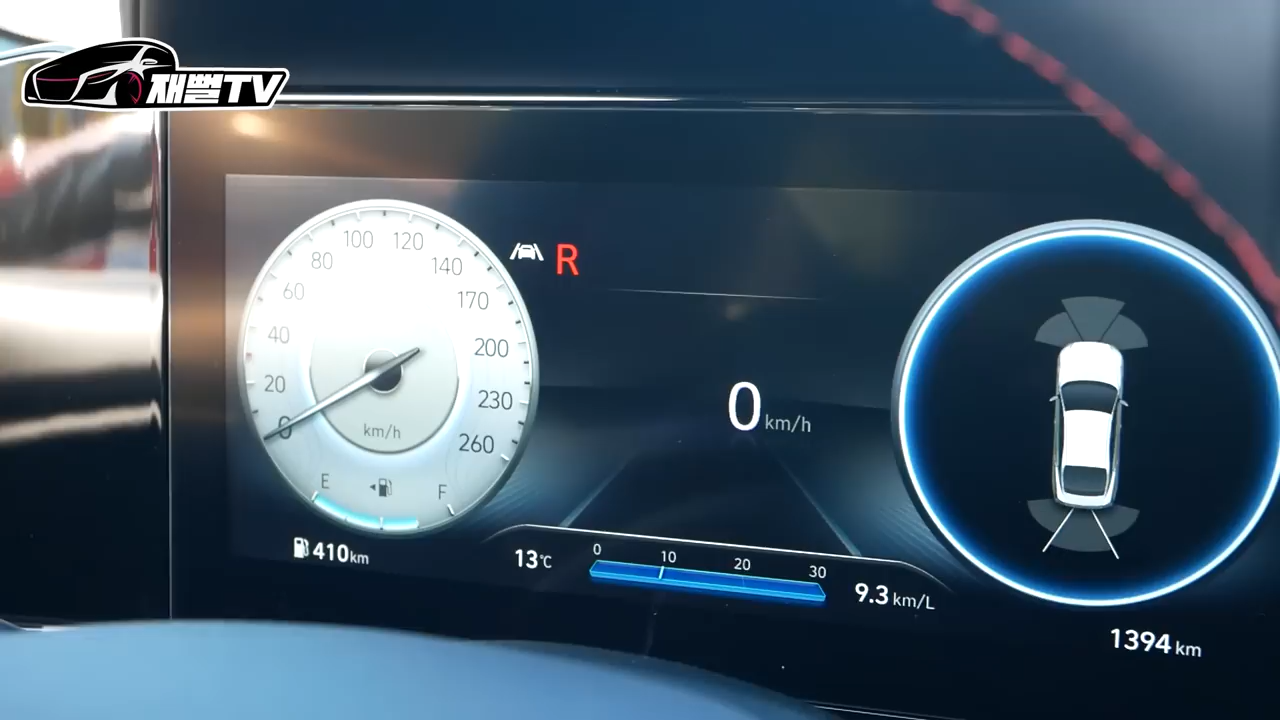 재뻘TV
100 120
80 140
60 170
40 200
20 230
0 260
km/h
E F
410km
R
0 km/h
13℃
0 10 20 30
9.3 km/L
1394 km